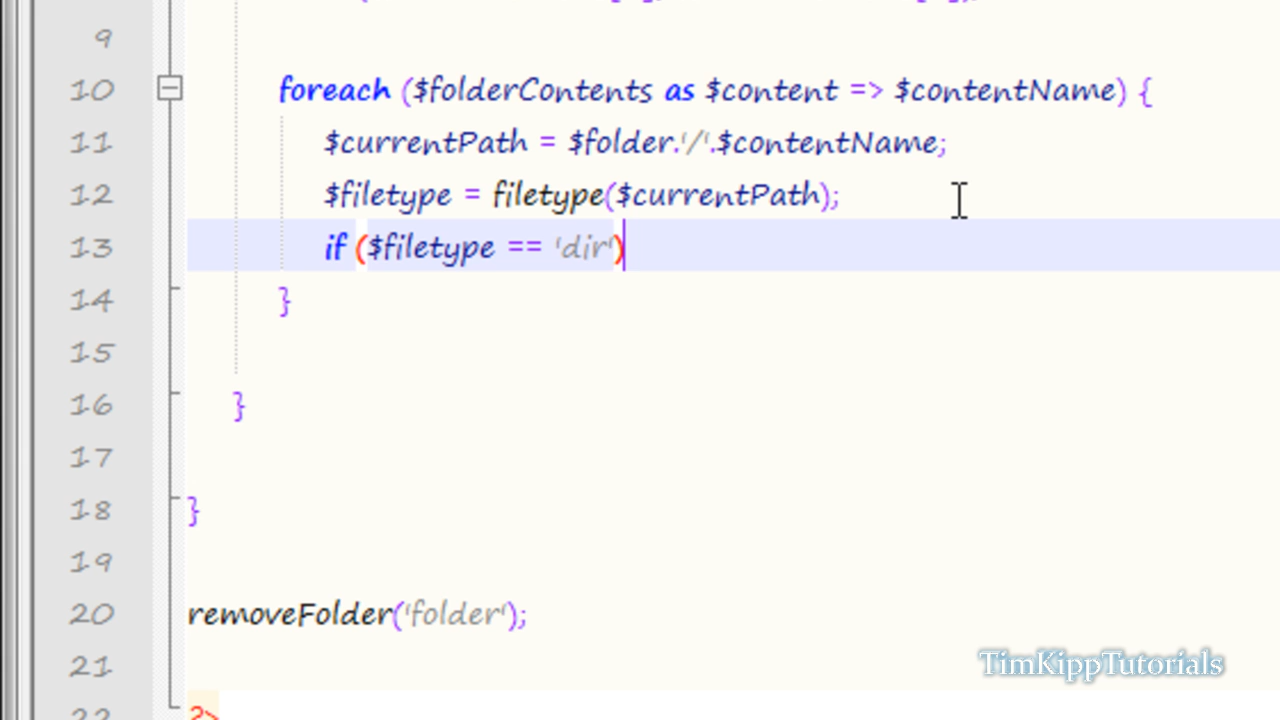 9
10 foreach ($folderContents as $content => $contentName) {
11 $currentPath = $folder.'/'.$contentName;
12 $filetype = filetype($currentPath);
13 if ($filetype == 'dir')
14 }
15
16 }
17
18 }
19
20 removeFolder('folder');
21
TimKippTutorials
22 ?>